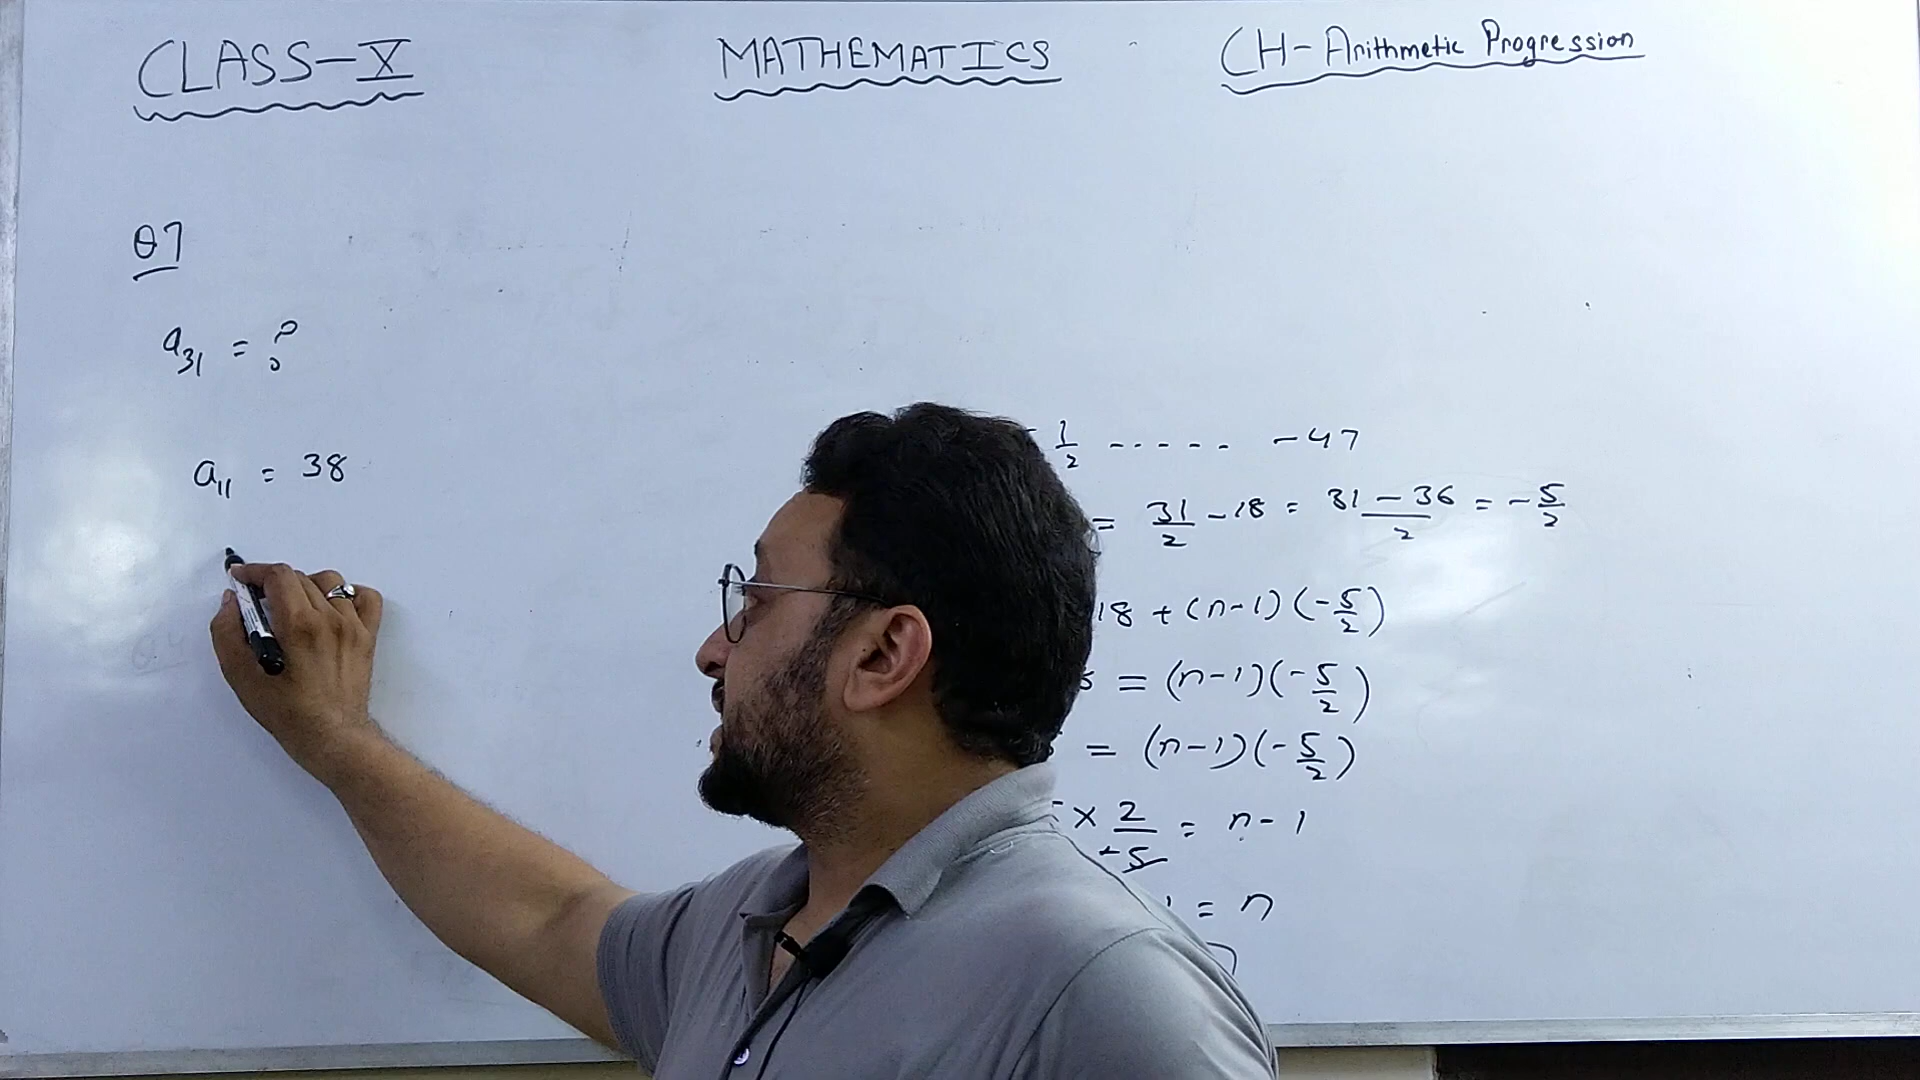 CLASS-X
MATHEMATICS
CH- Arithmetic Progression
Q7
a₃₁ = ?
a₁₁ = 38
1/2 ----- -47
= 31/2 - 18 = 31 - 36/2 = - 5/2
18 + (n-1)(-5/2)
= (n-1)(-5/2)
= (n-1)(-5/2)
× 2/+5 = n - 1
= n